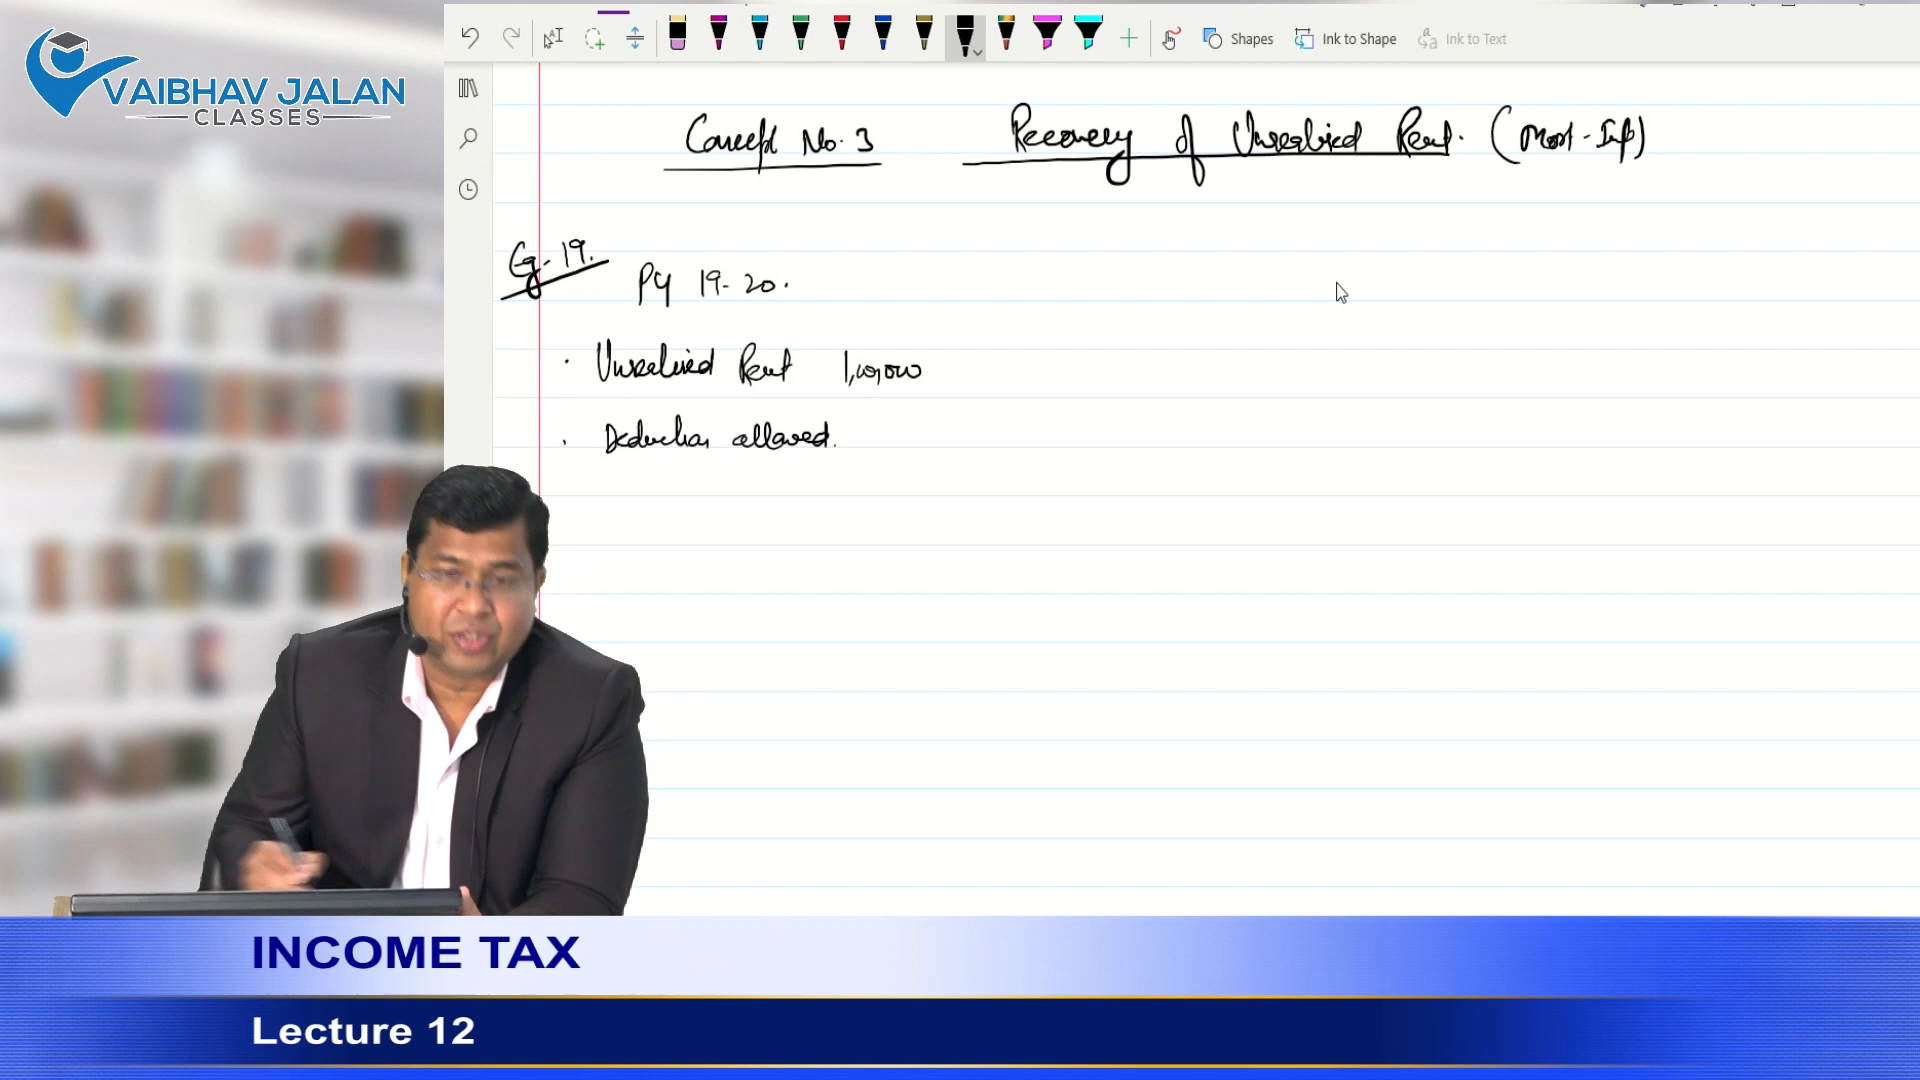 VAIBHAV JALAN
CLASSES
Shapes
Ink to Shape
Ink to Text
Concept No. 3 Recovery of Unrealised Rent. (Most-Imp)
Eg-19.
PY 19-20.
· Unrealised Rent 1,00,000
· Deduction allowed.
INCOME TAX
Lecture 12